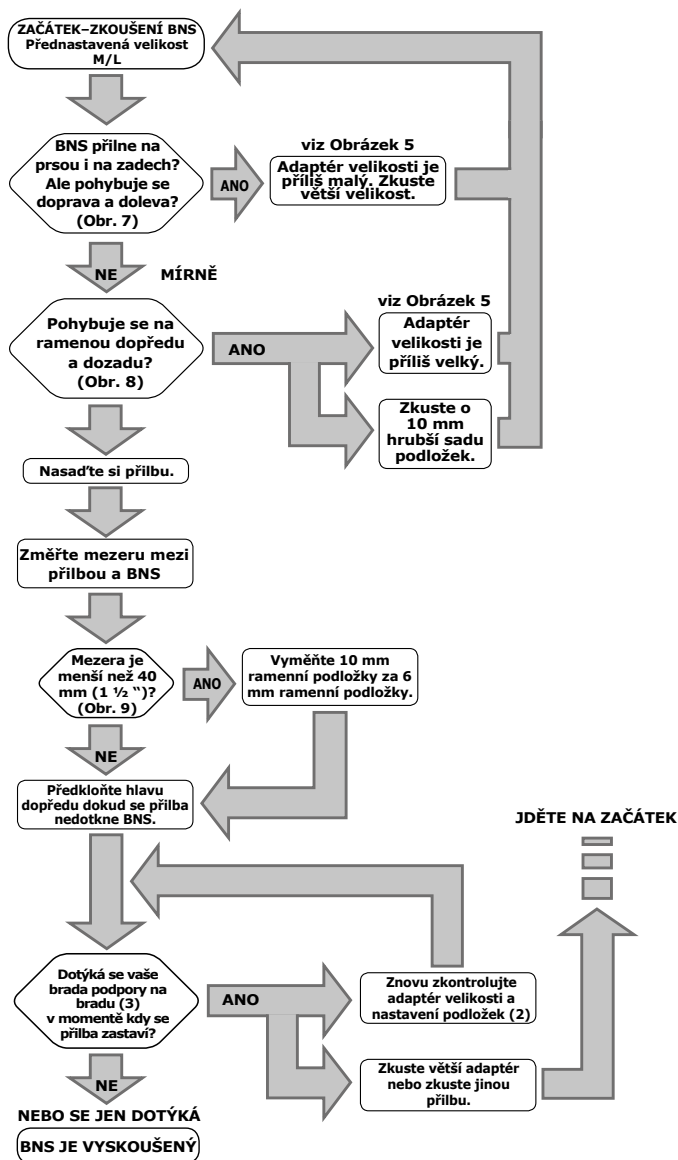 ZAČÁTEK–ZKOUŠENÍ BNS
Přednastavená velikost
M/L
BNS přilne na
prsou i na zadech?
Ale pohybuje se
doprava a doleva?
(Obr. 7)
ANO
viz Obrázek 5
Adaptér velikosti je
příliš malý. Zkuste
větší velikost.
NE
MÍRNĚ
Pohybuje se na
ramenou dopředu
a dozadu?
(Obr. 8)
ANO
viz Obrázek 5
Adaptér
velikosti je
příliš velký.
Zkuste o
10 mm
hrubší sadu
podložek.
Nasaďte si přilbu.
Změřte mezeru mezi
přilbou a BNS
Mezera je
menší než 40
mm (1 ½ “)?
(Obr. 9)
ANO
Vyměňte 10 mm
ramenní podložky za 6
mm ramenní podložky.
NE
Předkloňte hlavu
dopředu dokud se přilba
nedotkne BNS.
JDĚTE NA ZAČÁTEK
Dotýká se vaše
brada podpory na
bradu (3)
v momentě kdy se
přilba zastaví?
ANO
Znovu zkontrolujte
adaptér velikosti a
nastavení podložek (2)
Zkuste větší adaptér
nebo zkuste jinou
přilbu.
NE
NEBO SE JEN DOTÝKÁ
BNS JE VYSKOUŠENÝ